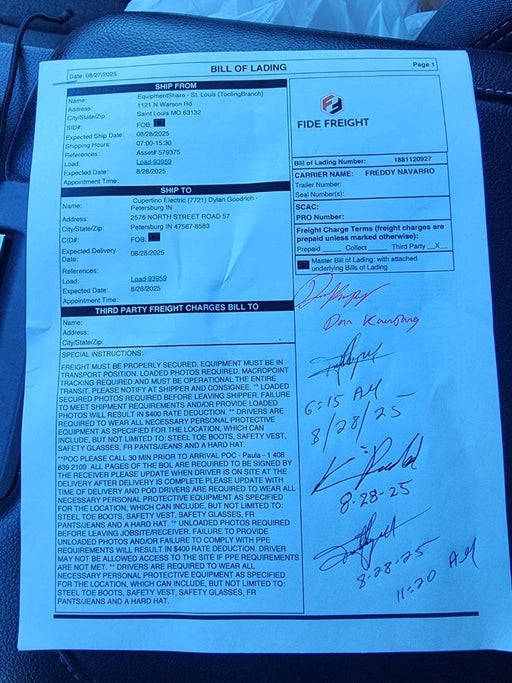 Date: 08/27/2025
BILL OF LADING
Page 1
SHIP FROM
Name: EquipmentShare - St. Louis (ToolingBranch)
Address: 1121 N Warson Rd
City/State/Zip: Saint Louis MO 63132
SID#: FOB:
Expected Ship Date: 08/28/2025
Shipping Hours: 07:00-15:30
References: Asset# 579375
Load: Load-93959
Expected Date: 8/28/2025
Appointment Time:
SHIP TO
Name: Cupertino Electric (7721) Dylan Goodrich -
Petersburg IN
Address: 2576 NORTH STREET ROAD 57
City/State/Zip: Petersburg IN 47567-8583
FOB:
Expected Delivery
Date: 08/28/2025
References:
Load: Load-93959
Expected Date: 8/28/2025
Appointment Time:
THIRD PARTY FREIGHT CHARGES BILL TO
Name:
Address:
City/State/Zip:
SPECIAL INSTRUCTIONS:
FREIGHT MUST BE PROPERLY SECURED. EQUIPMENT MUST BE IN
TRANSPORT POSITION. LOADED PHOTOS REQUIRED. MACROPOINT
TRACKING REQUIRED AND MUST BE OPERATIONAL THE ENTIRE
TRANSIT. PLEASE NOTIFY AT SHIPPER AND CONSIGNEE. ** LOADED
SECURED PHOTOS REQUIRED BEFORE LEAVING SHIPPER. FAILURE
TO MEET SHIPMENT REQUIREMENTS AND/OR PROVIDE LOADED
PHOTOS WILL RESULT IN $400 RATE DEDUCTION. ** DRIVERS ARE
REQUIRED TO WEAR ALL NECESSARY PERSONAL PROTECTIVE
EQUIPMENT AS SPECIFIED FOR THE LOCATION, WHICH CAN
INCLUDE, BUT NOT LIMITED TO: STEEL TOE BOOTS, SAFETY VEST,
SAFETY GLASSES, FR PANTS/JEANS AND A HARD HAT.
**POC PLEASE CALL 30 MIN PRIOR TO ARRIVAL POC - Paula - 1 408
839 2109 ALL PAGES OF THE BOL ARE REQUIRED TO BE SIGNED BY
THE RECEIVER PLEASE UPDATE WHEN DRIVER IS ON SITE AT THE
DELIVERY AFTER DELIVERY IS COMPLETE PLEASE UPDATE WITH
TIME OF DELIVERY AND POD DRIVERS ARE REQUIRED TO WEAR ALL
NECESSARY PERSONAL PROTECTIVE EQUIPMENT AS SPECIFIED
FOR THE LOCATION, WHICH CAN INCLUDE, BUT NOT LIMITED TO:
STEEL TOE BOOTS, SAFETY VEST, SAFETY GLASSES, FR
PANTS/JEANS AND A HARD HAT. ** UNLOADED PHOTOS REQUIRED
BEFORE LEAVING JOBSITE/RECEIVER. FAILURE TO PROVIDE
UNLOADED PHOTOS AND/OR FAILURE TO COMPLY WITH PPE
REQUIREMENTS WILL RESULT IN $400 RATE DEDUCTION. DRIVER
MAY NOT BE ALLOWED ACCESS TO THE SITE IF PPE REQUIREMENTS
ARE NOT MET. ** DRIVERS ARE REQUIRED TO WEAR ALL
NECESSARY PERSONAL PROTECTIVE EQUIPMENT AS SPECIFIED
FOR THE LOCATION, WHICH CAN INCLUDE, BUT NOT LIMITED TO:
STEEL TOE BOOTS, SAFETY VEST, SAFETY GLASSES, FR
PANTS/JEANS AND A HARD HAT.
FIDE FREIGHT
Bill of Lading Number: 1881120927
CARRIER NAME: FREDDY NAVARRO
Trailer Number:
Seal Number(s):
SCAC:
PRO Number:
Freight Charge Terms (freight charges are
prepaid unless marked otherwise):
Prepaid Collect Third Party X
Master Bill of Lading: with attached
underlying Bills of Lading
Don
6:15 AM
8/28/25
8-28-25
8-28-25
11:20 AM